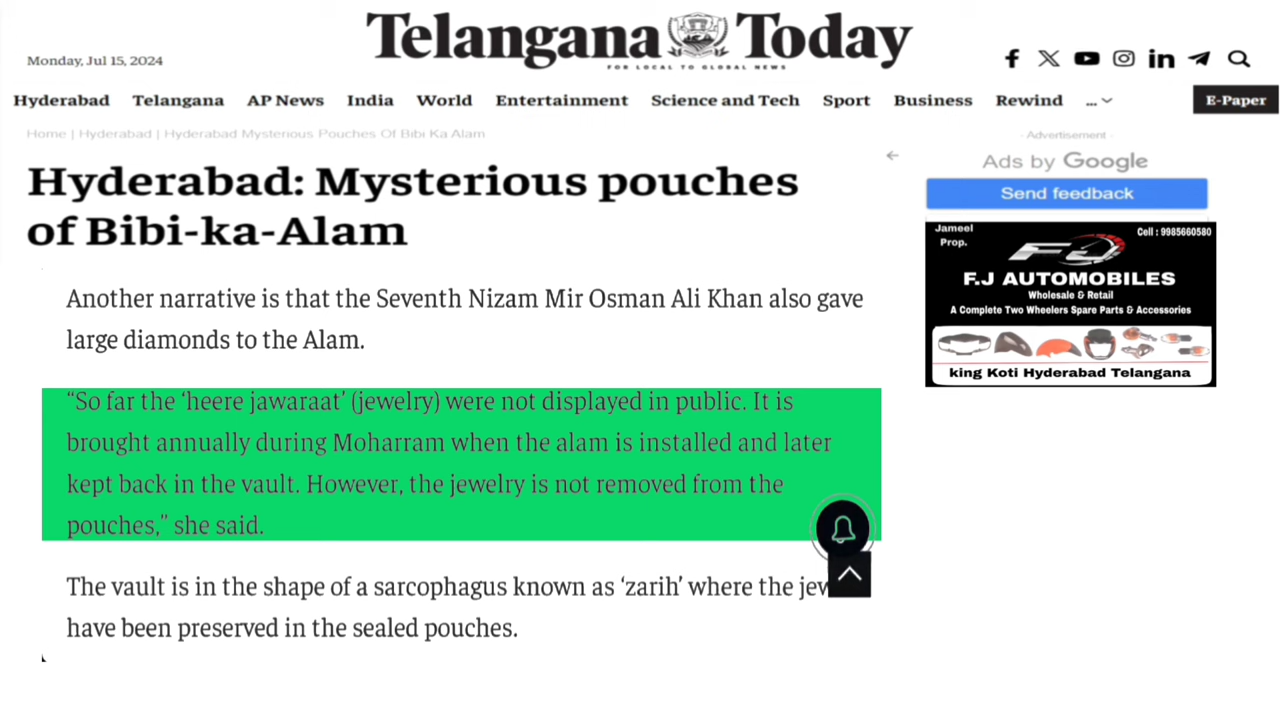 Telangana Today
FOR LOCAL TO GLOBAL NEWS
Monday, Jul 15, 2024
Hyderabad Telangana AP News India World Entertainment Science and Tech Sport Business Rewind ... E-Paper
Home | Hyderabad | Hyderabad Mysterious Pouches Of Bibi Ka Alam
Hyderabad: Mysterious pouches
of Bibi-ka-Alam
Another narrative is that the Seventh Nizam Mir Osman Ali Khan also gave
large diamonds to the Alam.
“So far the ‘heere jawaraat’ (jewelry) were not displayed in public. It is
brought annually during Moharram when the alam is installed and later
kept back in the vault. However, the jewelry is not removed from the
pouches,” she said.
The vault is in the shape of a sarcophagus known as ‘zarih’ where the
have been preserved in the sealed pouches.
- Advertisement -
Ads by Google
Send feedback
Jameel
Prop.
Cell : 9985660580
FJ
F.J AUTOMOBILES
Wholesale & Retail
A Complete Two Wheelers Spare Parts & Accessories
king Koti Hyderabad Telangana